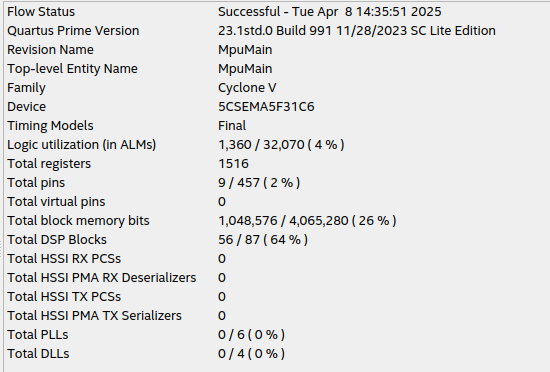 Flow Status Successful - Tue Apr 8 14:35:51 2025
Quartus Prime Version 23.1std.0 Build 991 11/28/2023 SC Lite Edition
Revision Name MpuMain
Top-level Entity Name MpuMain
Family Cyclone V
Device 5CSEMA5F31C6
Timing Models Final
Logic utilization (in ALMs) 1,360 / 32,070 ( 4 % )
Total registers 1516
Total pins 9 / 457 ( 2 % )
Total virtual pins 0
Total block memory bits 1,048,576 / 4,065,280 ( 26 % )
Total DSP Blocks 56 / 87 ( 64 % )
Total HSSI RX PCSs 0
Total HSSI PMA RX Deserializers 0
Total HSSI TX PCSs 0
Total HSSI PMA TX Serializers 0
Total PLLs 0 / 6 ( 0 % )
Total DLLs 0 / 4 ( 0 % )